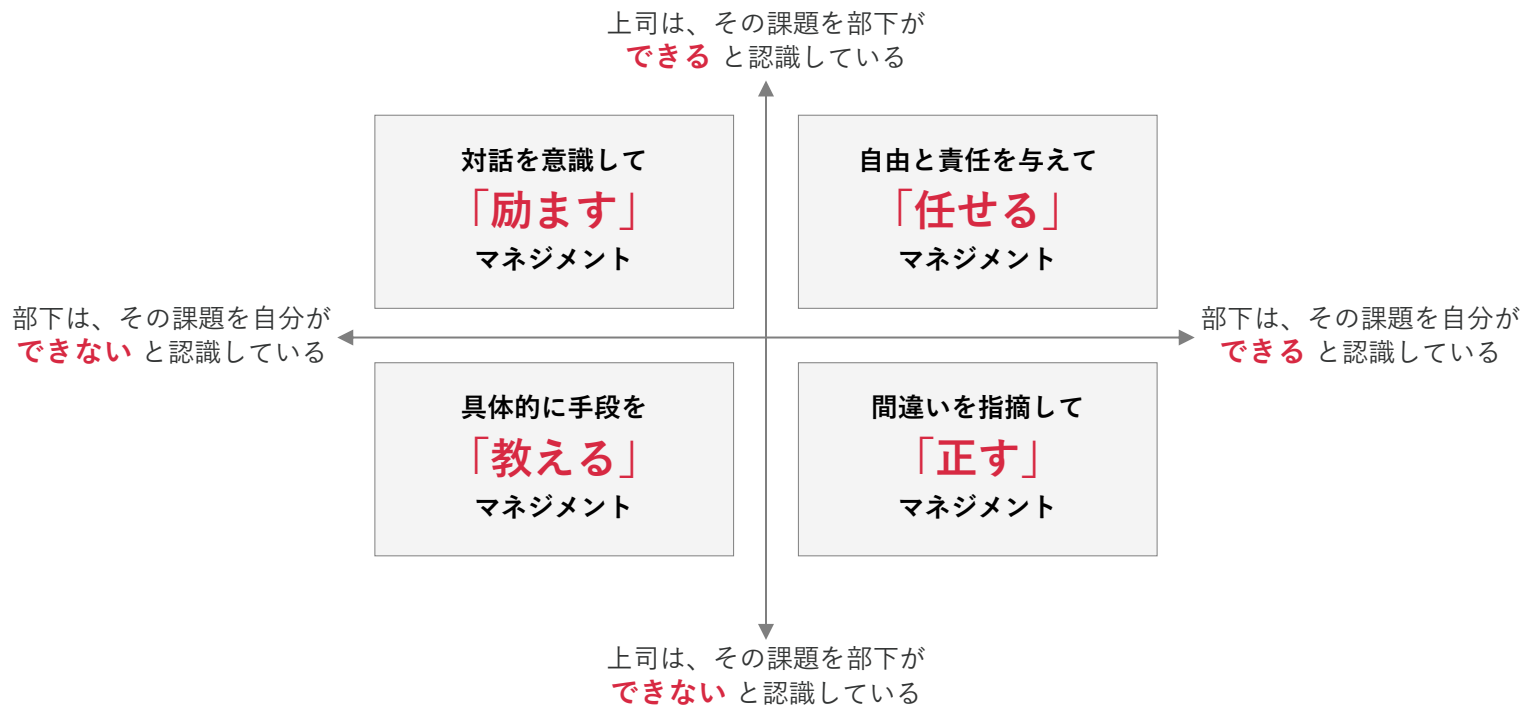 上司は、その課題を部下が
できる と認識している
対話を意識して
「励ます」
マネジメント
自由と責任を与えて
「任せる」
マネジメント
部下は、その課題を自分が
できない と認識している
部下は、その課題を自分が
できる と認識している
具体的に手段を
「教える」
マネジメント
間違いを指摘して
「正す」
マネジメント
上司は、その課題を部下が
できない と認識している